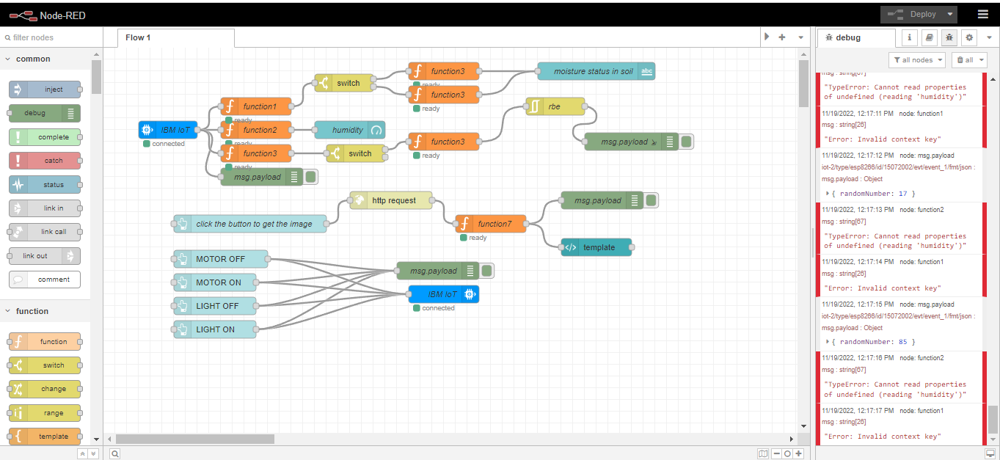 Node-RED
Deploy
filter nodes
Flow 1
debug
i
all nodes
all
common
inject
debug
complete
catch
status
link in
link call
link out
comment
function
function
switch
change
range
template
function3
moisture status in soil
abc
switch
ready
function3
ready
function1
ready
rbe
IBM IoT
connected
function2
ready
humidity
function3
ready
msg.payload
function3
switch
ready
msg.payload
http request
msg.payload
click the button to get the image
function7
ready
template
MOTOR OFF
msg.payload
MOTOR ON
IBM IoT
connected
LIGHT OFF
LIGHT ON
msg : string[67]
"TypeError: Cannot read properties
of undefined (reading 'humidity')"
11/19/2022, 12:17:11 PM node: function1
msg : string[26]
"Error: Invalid context key"
11/19/2022, 12:17:12 PM node: msg.payload
iot-2/type/esp8266/id/15072002/evt/event_1/fmt/json :
msg.payload : Object
{ randomNumber: 17 }
11/19/2022, 12:17:13 PM node: function2
msg : string[67]
"TypeError: Cannot read properties
of undefined (reading 'humidity')"
11/19/2022, 12:17:14 PM node: function1
msg : string[26]
"Error: Invalid context key"
11/19/2022, 12:17:15 PM node: msg.payload
iot-2/type/esp8266/id/15072002/evt/event_1/fmt/json :
msg.payload : Object
{ randomNumber: 85 }
11/19/2022, 12:17:16 PM node: function2
msg : string[67]
"TypeError: Cannot read properties
of undefined (reading 'humidity')"
11/19/2022, 12:17:17 PM node: function1
msg : string[26]
"Error: Invalid context key"